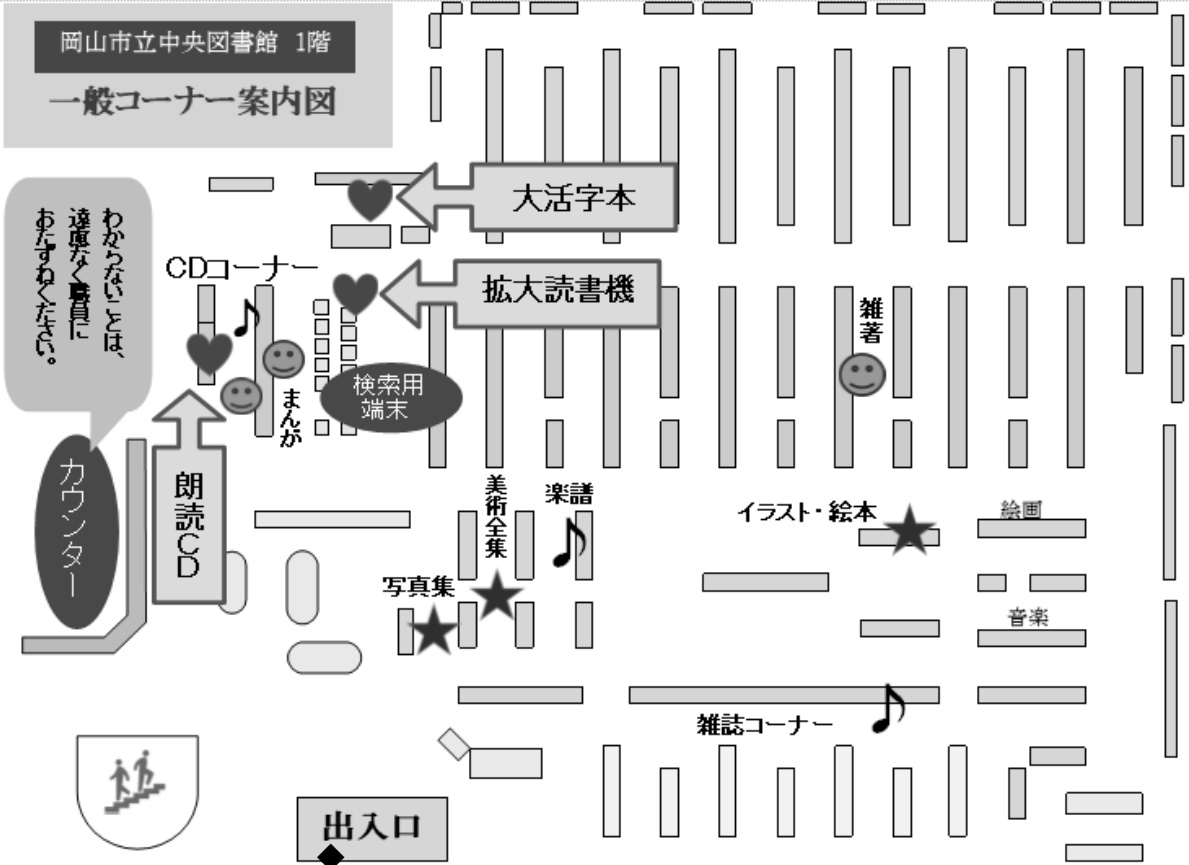 岡山市立中央図書館 1階
一般コーナー案内図
わからないことは、
遠慮なく職員に
おたずねください。
カウンター
大活字本
CDコーナー
拡大読書機
まんが
検索用
端末
朗読CD
雑著
美術全集
楽譜
写真集
イラスト・絵本
絵画
音楽
雑誌コーナー
出入口